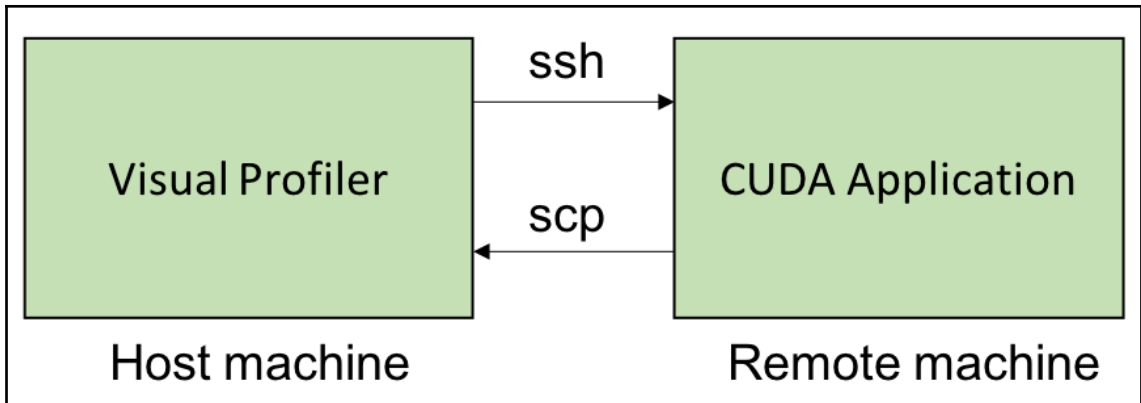 ssh
Visual Profiler
CUDA Application
scp
Host machine
Remote machine